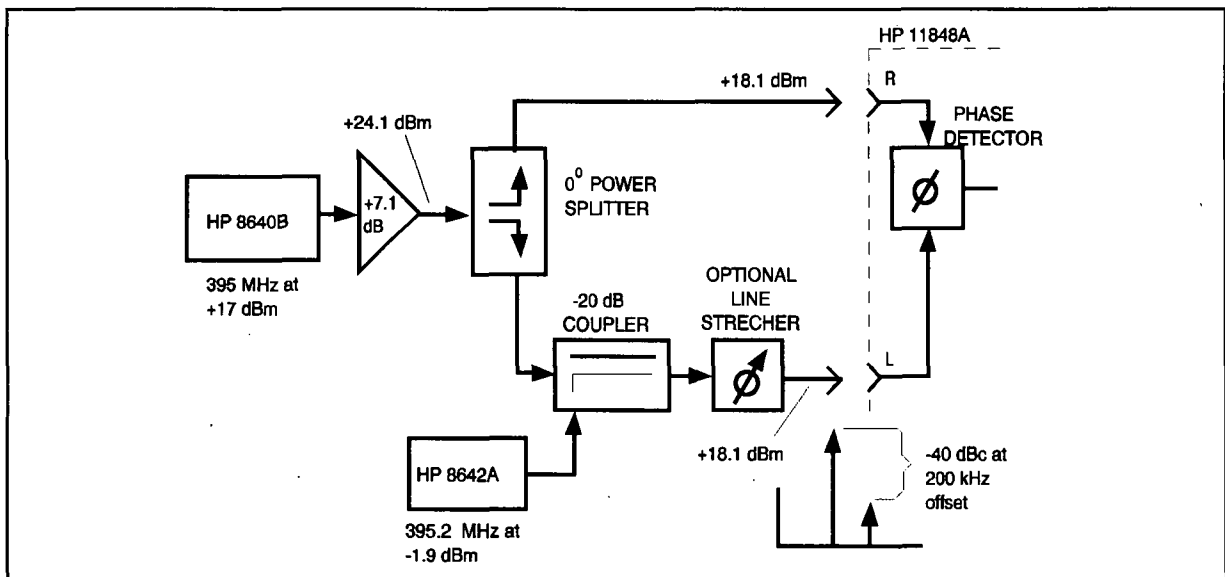 HP 11848A
+18.1 dBm
R
PHASE
DETECTOR
+24.1 dBm
HP 8640B
+7.1
dB
0⁰ POWER
SPLITTER
395 MHz at
+17 dBm
-20 dB
COUPLER
OPTIONAL
LINE
STRECHER
L
HP 8642A
+18.1 dBm
-40 dBc at
200 kHz
offset
395.2 MHz at
-1.9 dBm